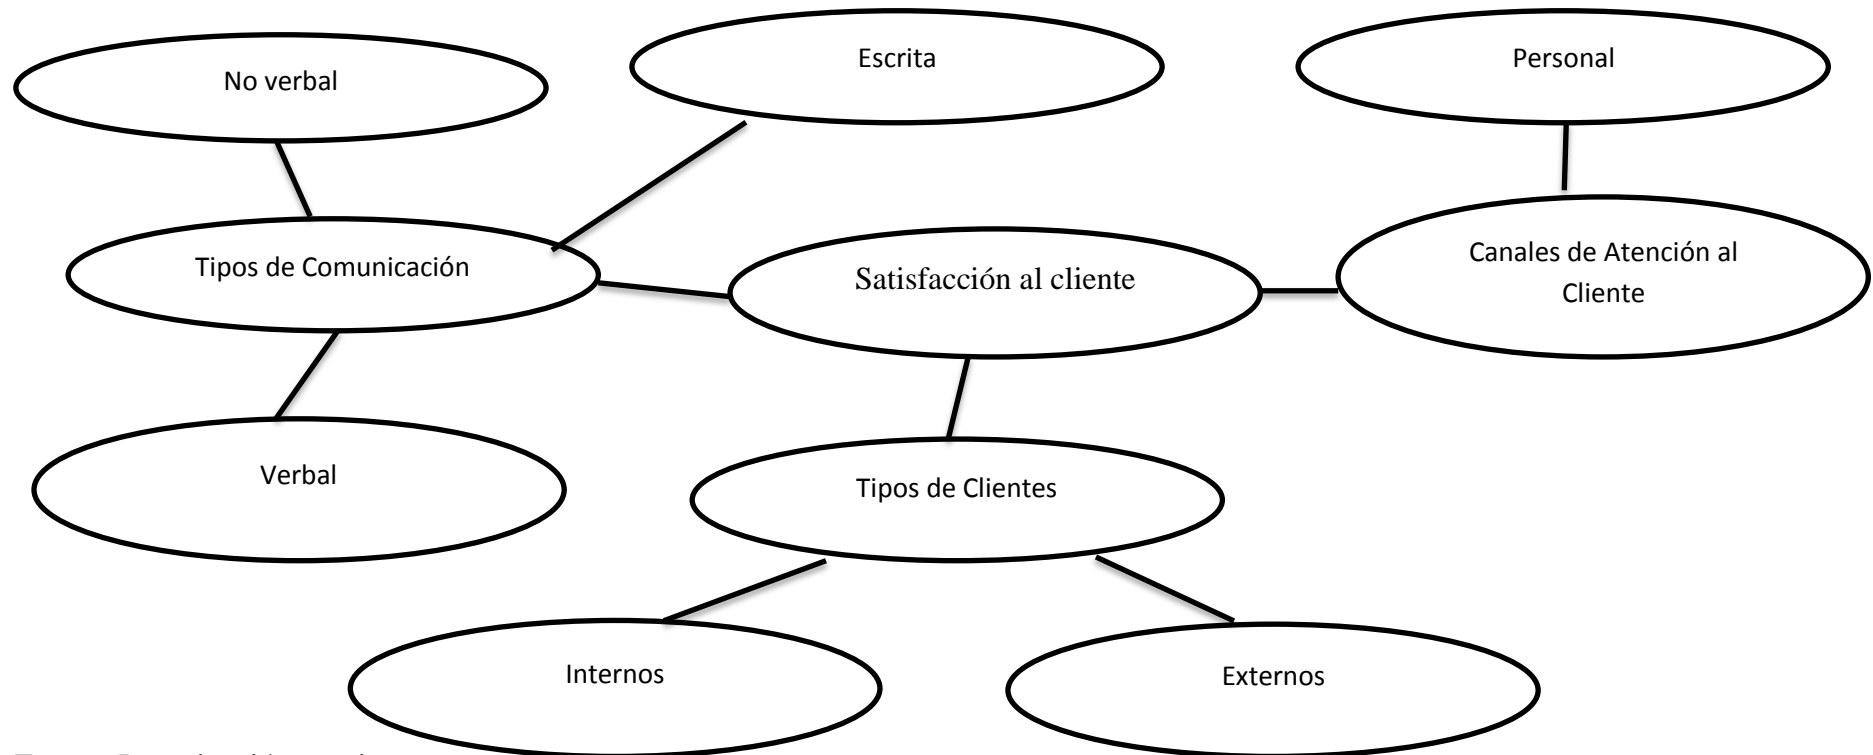 No verbal
Escrita
Personal
Tipos de Comunicación
Satisfacción al cliente
Canales de Atención al
Cliente
Verbal
Tipos de Clientes
Internos
Externos